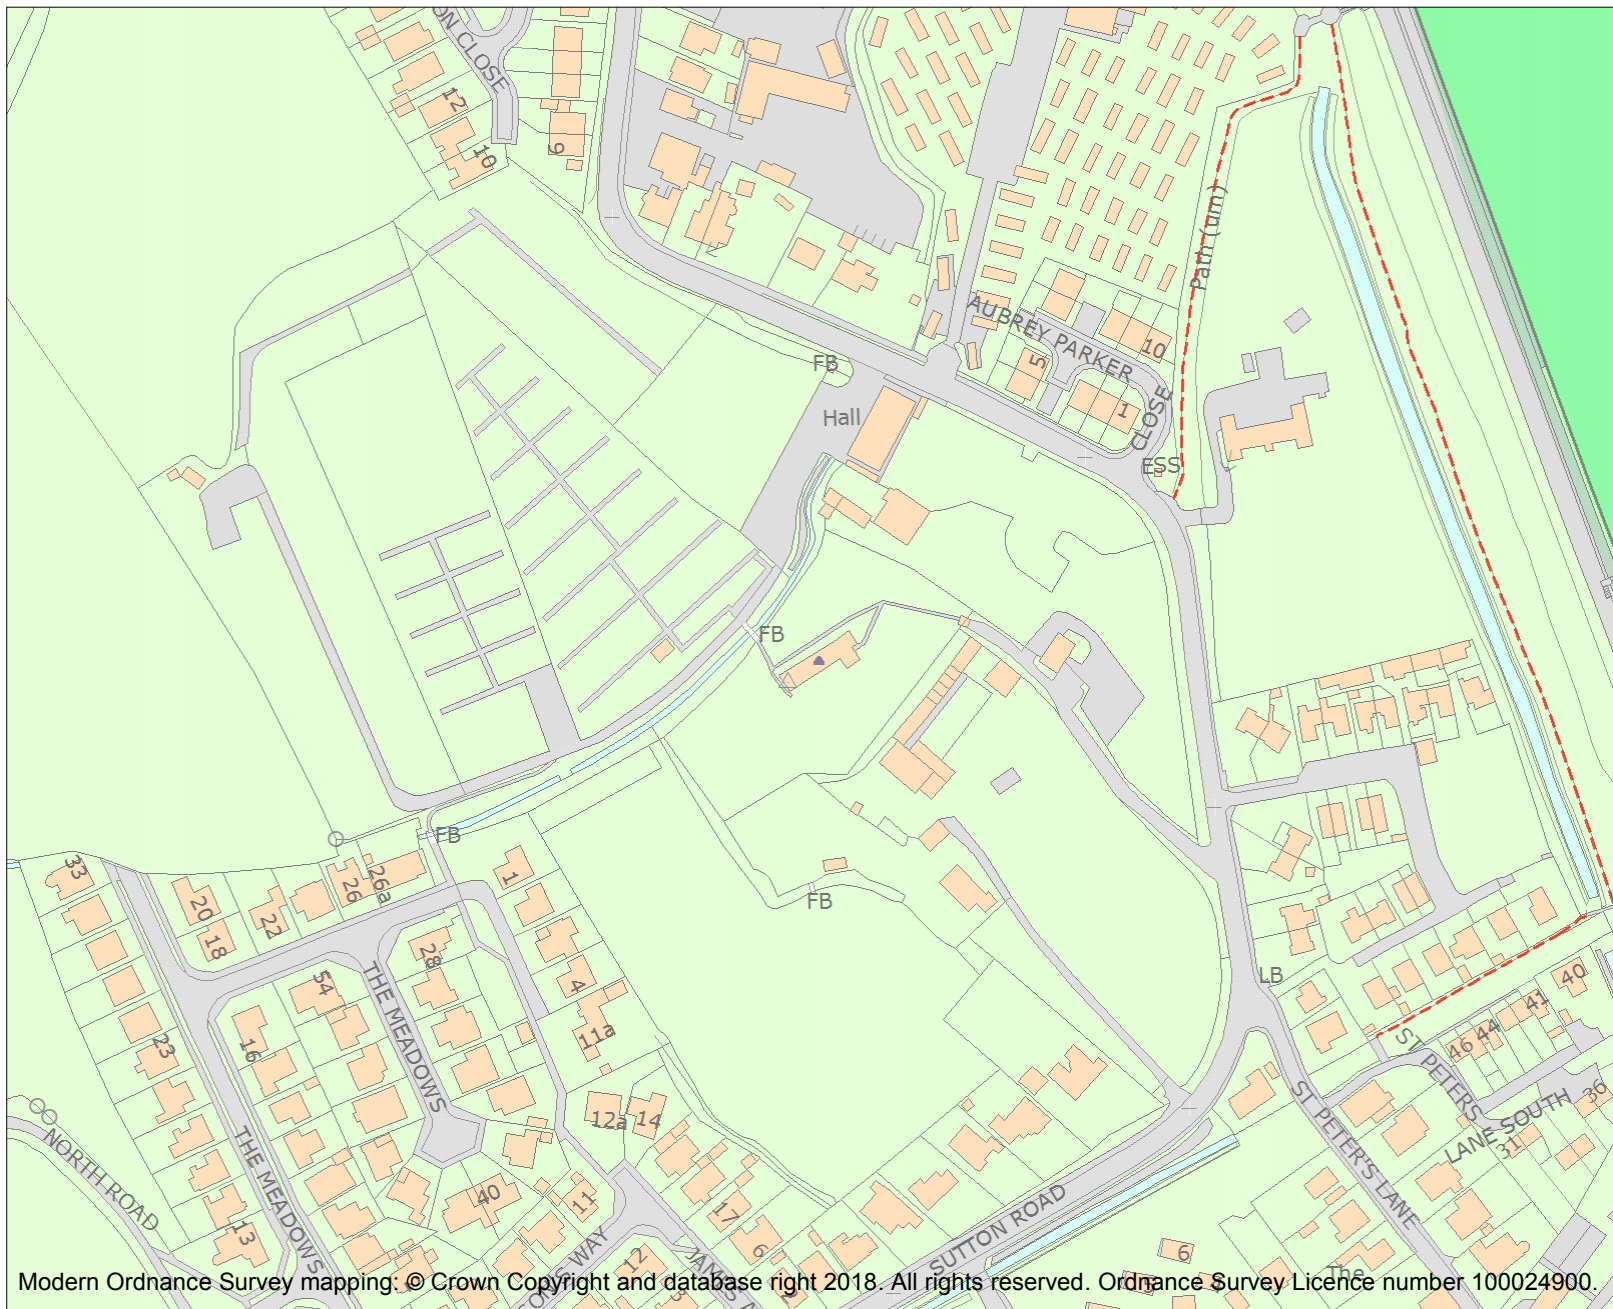 ON CLOSE
12
10
9
Path (um)
AUBREY PARKER
CLOSE
10
5
1
FB
Hall
ESS
FB
FB
FB
33
20
18
22
26
26a
1
28
4
54
16
23
11a
12a
14
THE MEADOWS
THE MEADOWS
NORTH ROAD
13
40
11
17
6
12
LB
40
41
44
46
ST PETERS
LANE SOUTH
36
31
ST PETER'S LANE
SUTTON ROAD
6
The
Modern Ordnance Survey mapping: © Crown Copyright and database right 2018. All rights reserved. Ordnance Survey Licence number 100024900.